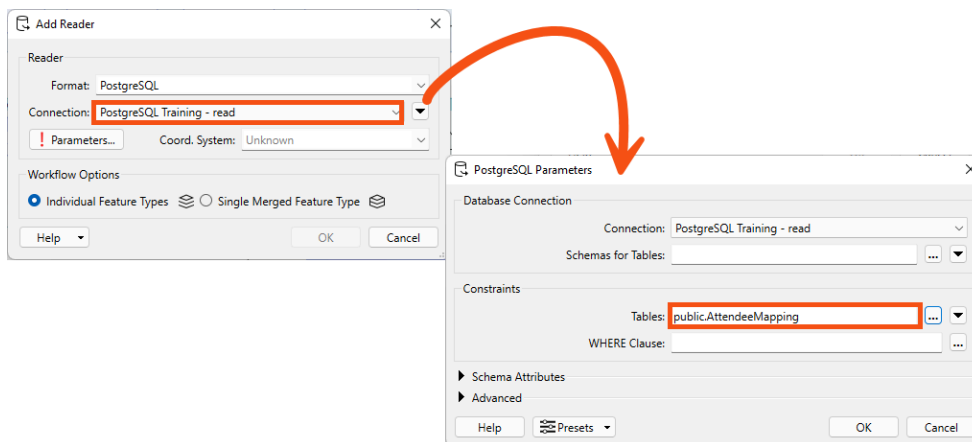 Add Reader
Reader
Format: PostgreSQL
Connection: PostgreSQL Training - read
! Parameters... Coord. System: Unknown
Workflow Options
Individual Feature Types Single Merged Feature Type
Help OK Cancel
PostgreSQL Parameters
Database Connection
Connection: PostgreSQL Training - read
Schemas for Tables: ...
Constraints
Tables: public.AttendeeMapping ...
WHERE Clause: ...
Schema Attributes
Advanced
Help Presets OK Cancel